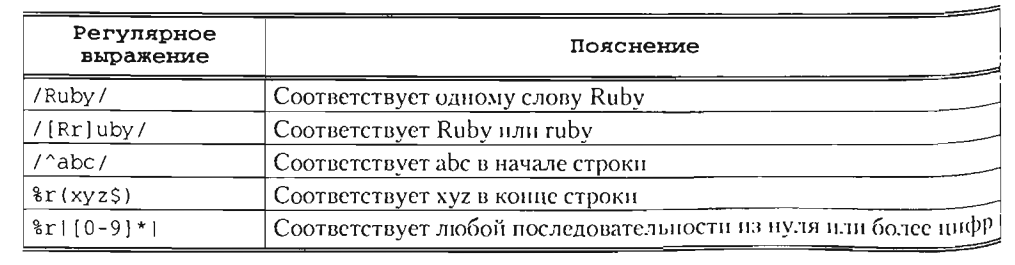 Регулярное выражение Пояснение
/Ruby/ Соответствует одному слову Ruby
/[Rr]uby/ Соответствует Ruby или ruby
/^abc/ Соответствует abc в начале строки
%r(xyz$) Соответствует xyz в конце строки
%r|[0-9]*| Соответствует любой последовательности из нуля или более цифр